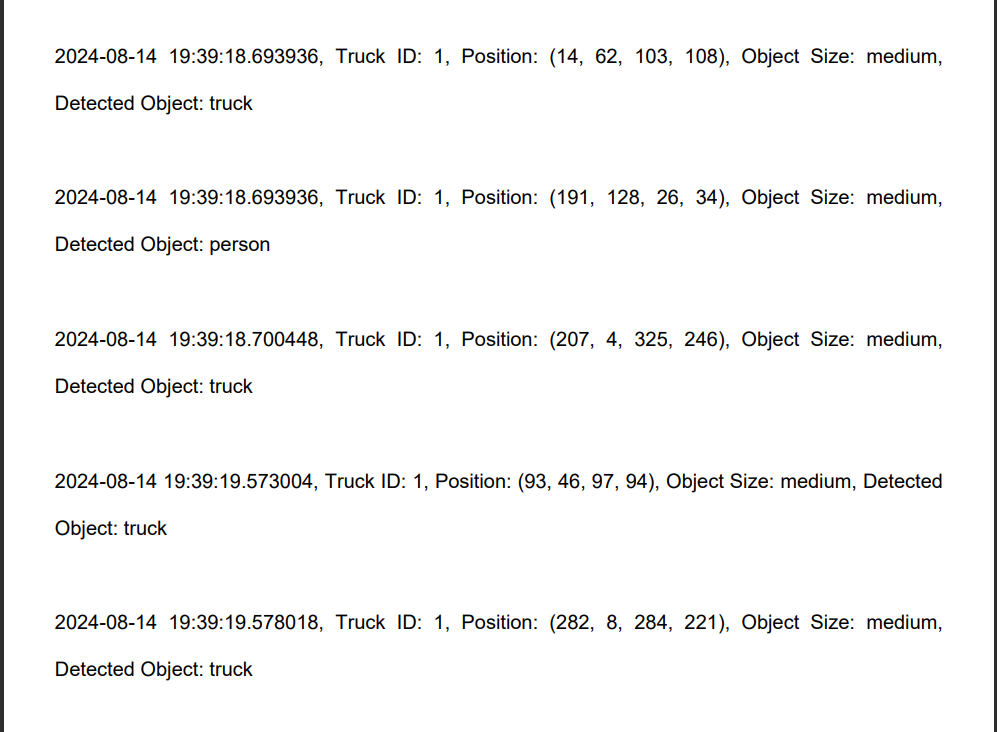 2024-08-14 19:39:18.693936, Truck ID: 1, Position: (14, 62, 103, 108), Object Size: medium,
Detected Object: truck
2024-08-14 19:39:18.693936, Truck ID: 1, Position: (191, 128, 26, 34), Object Size: medium,
Detected Object: person
2024-08-14 19:39:18.700448, Truck ID: 1, Position: (207, 4, 325, 246), Object Size: medium,
Detected Object: truck
2024-08-14 19:39:19.573004, Truck ID: 1, Position: (93, 46, 97, 94), Object Size: medium, Detected
Object: truck
2024-08-14 19:39:19.578018, Truck ID: 1, Position: (282, 8, 284, 221), Object Size: medium,
Detected Object: truck